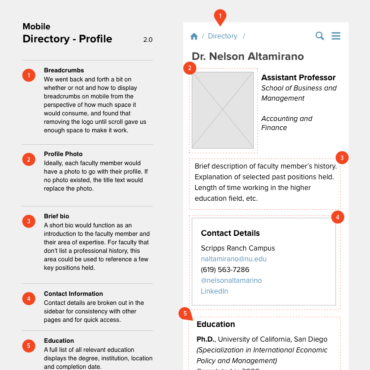 Mobile
Directory - Profile 2.0
1
Breadcrumbs
We went back and forth a bit on
whether or not and how to display
breadcrumbs on mobile from the
perspective of how much space it
would consume, and found that
removing the logo until scroll gave us
enough space to make it work.
2
Profile Photo
Ideally, each faculty member would
have a photo to go with their profile. If
no photo existed, the title text would
replace the photo.
3
Brief bio
A short bio would function as an
introduction to the faculty member and
their area of expertise. For faculty that
don't list a professional history, this
area could be used to reference a few
key positions held.
4
Contact Information
Contact details are broken out in the
sidebar for consistency with other
pages and for quick access.
5
Education
A full list of all relevant education
displays the degree, institution, location
and completion date.
1
/ Directory /
Dr. Nelson Altamirano
2
Assistant Professor
School of Business and
Management
Accounting and
Finance
3
Brief description of faculty member's history.
Explanation of selected past positions held.
Length of time working in the higher
education field, etc.
4
Contact Details
Scripps Ranch Campus
naltamirano@nu.edu
(619) 563-7286
@nelsonaltamarino
LinkedIn
5
Education
Ph.D., University of California, San Diego
(Specialization in International Economic
Policy and Management)